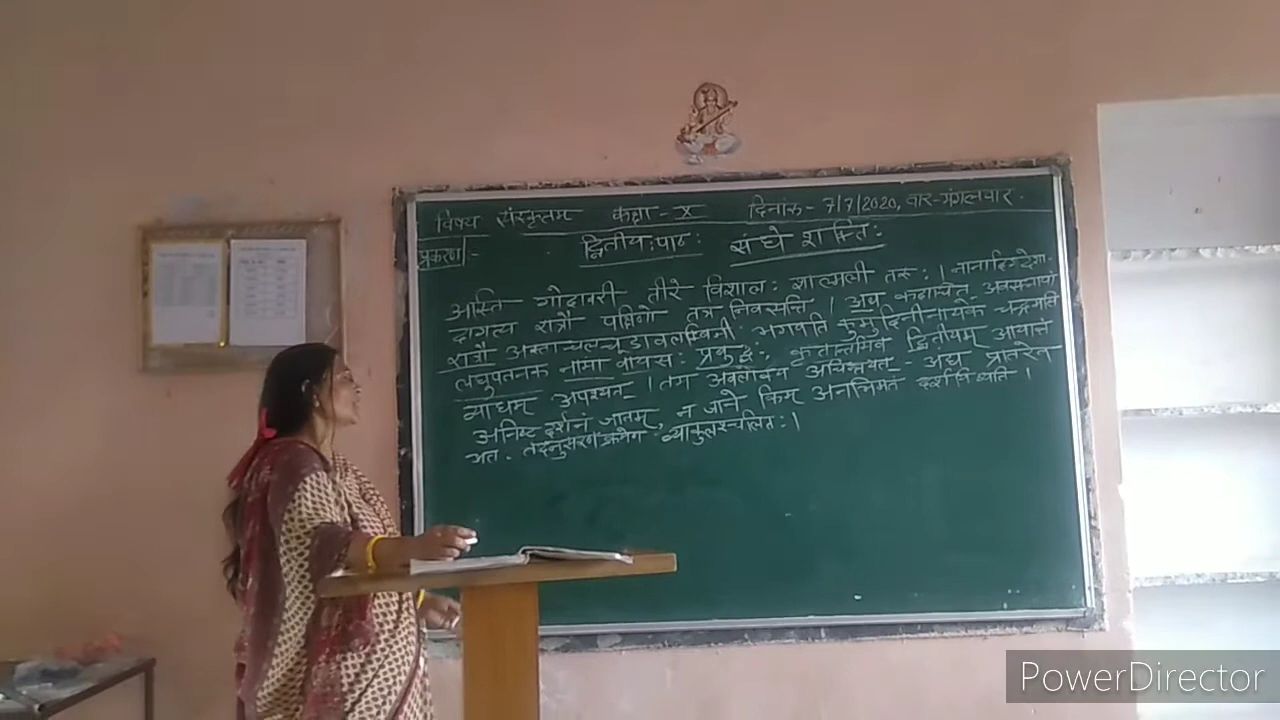 विषय संस्कृतम् कक्षा - X दिनांक - 7/7/2020, वार - मंगलवार.
प्रकरण/- द्वितीयः पाठः संघे शक्तिः
अस्ति गोदावरी तीरे विशालः शाल्मली तरूः। नानादिग्देशा-
दागत्य रात्रौ पक्षिणो तत्र निवसन्ति। अथ कदाचित् अवसन्नायां
रात्रौ अस्ताचलचूडावलम्बिनी भगवति कुमुदिनीनायके चन्द्रमसि
लघुपतनक नामा वायसः प्रबुद्धः, कृतान्तमिव द्वितीयम् आयान्तं
व्याधम् अपश्यत्। तम अवलोक्य अचिन्तयत् - अद्य प्रातरेव
अनिष्ट दर्शनं जातम्, न जाने किम् अनभिमतं दर्शयिष्यति।
अतः तदनुसरणक्रमेण व्याकुलश्चलितः।
PowerDirector